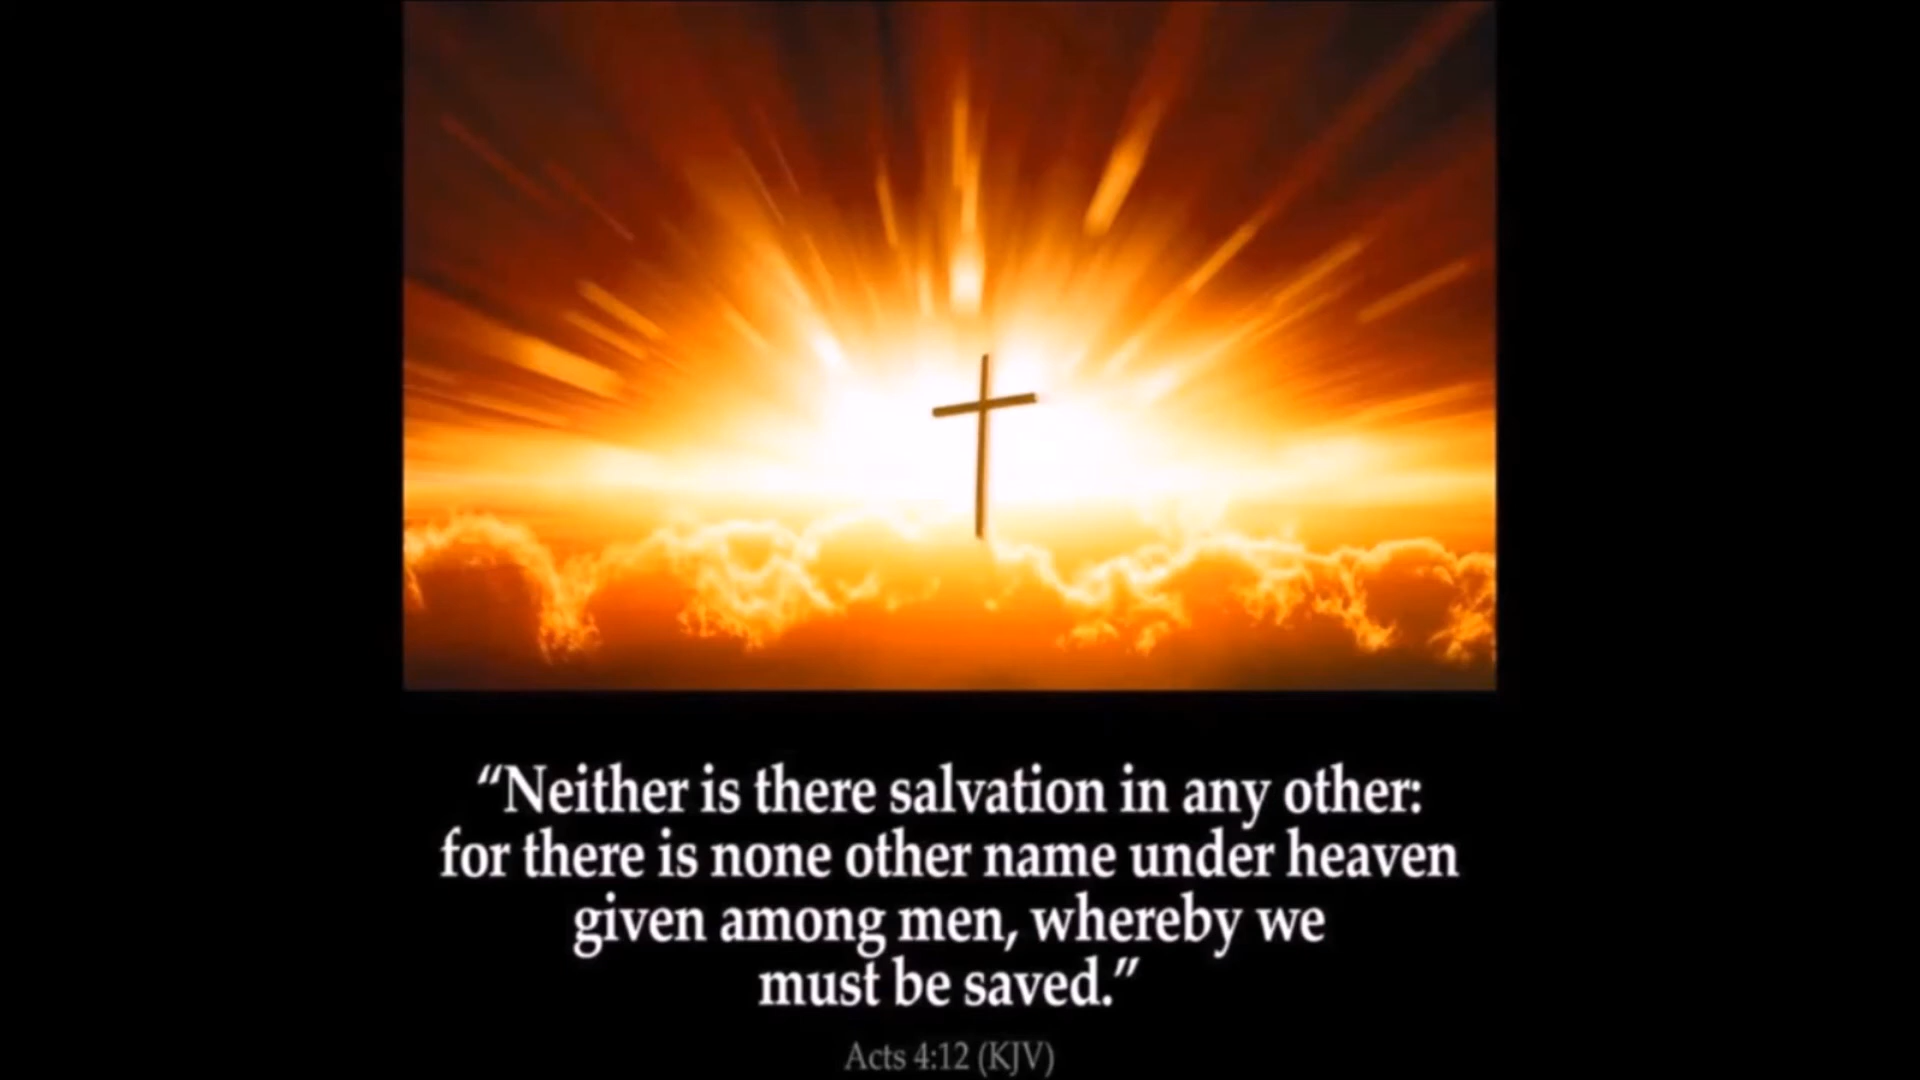 “Neither is there salvation in any other:
for there is none other name under heaven
given among men, whereby we
must be saved.”
Acts 4:12 (KJV)